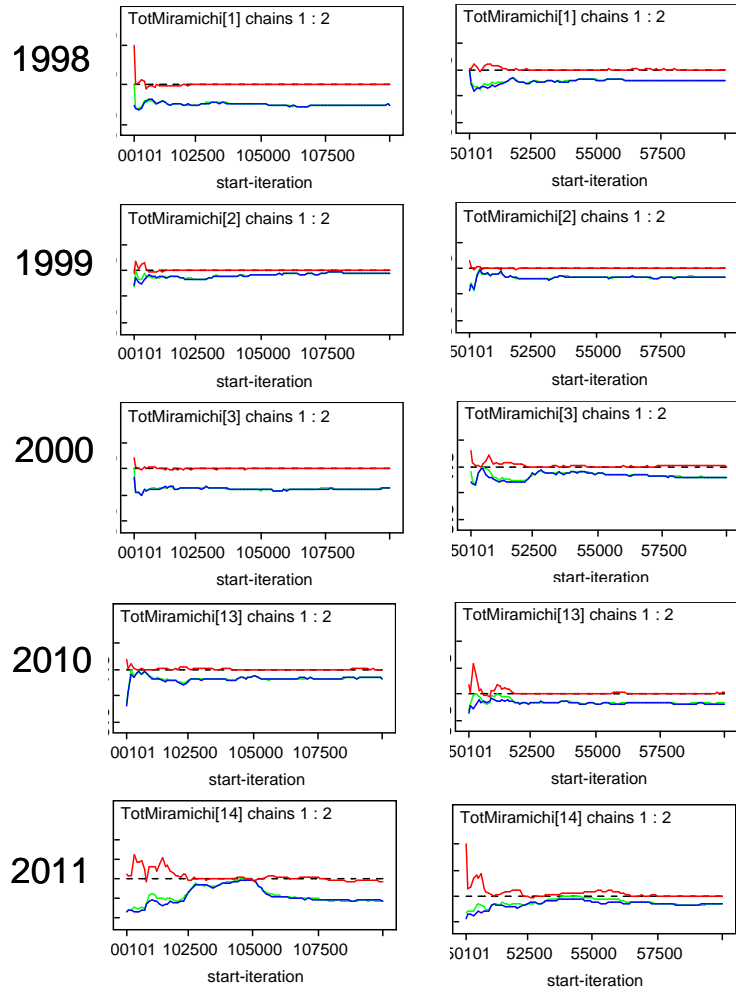 1998
TotMiramichi[1] chains 1 : 2
00101 102500 105000 107500
start-iteration
TotMiramichi[1] chains 1 : 2
50101 52500 55000 57500
start-iteration
1999
TotMiramichi[2] chains 1 : 2
00101 102500 105000 107500
start-iteration
TotMiramichi[2] chains 1 : 2
50101 52500 55000 57500
start-iteration
2000
TotMiramichi[3] chains 1 : 2
00101 102500 105000 107500
start-iteration
TotMiramichi[3] chains 1 : 2
50101 52500 55000 57500
start-iteration
2010
TotMiramichi[13] chains 1 : 2
00101 102500 105000 107500
start-iteration
TotMiramichi[13] chains 1 : 2
50101 52500 55000 57500
start-iteration
2011
TotMiramichi[14] chains 1 : 2
00101 102500 105000 107500
start-iteration
TotMiramichi[14] chains 1 : 2
50101 52500 55000 57500
start-iteration